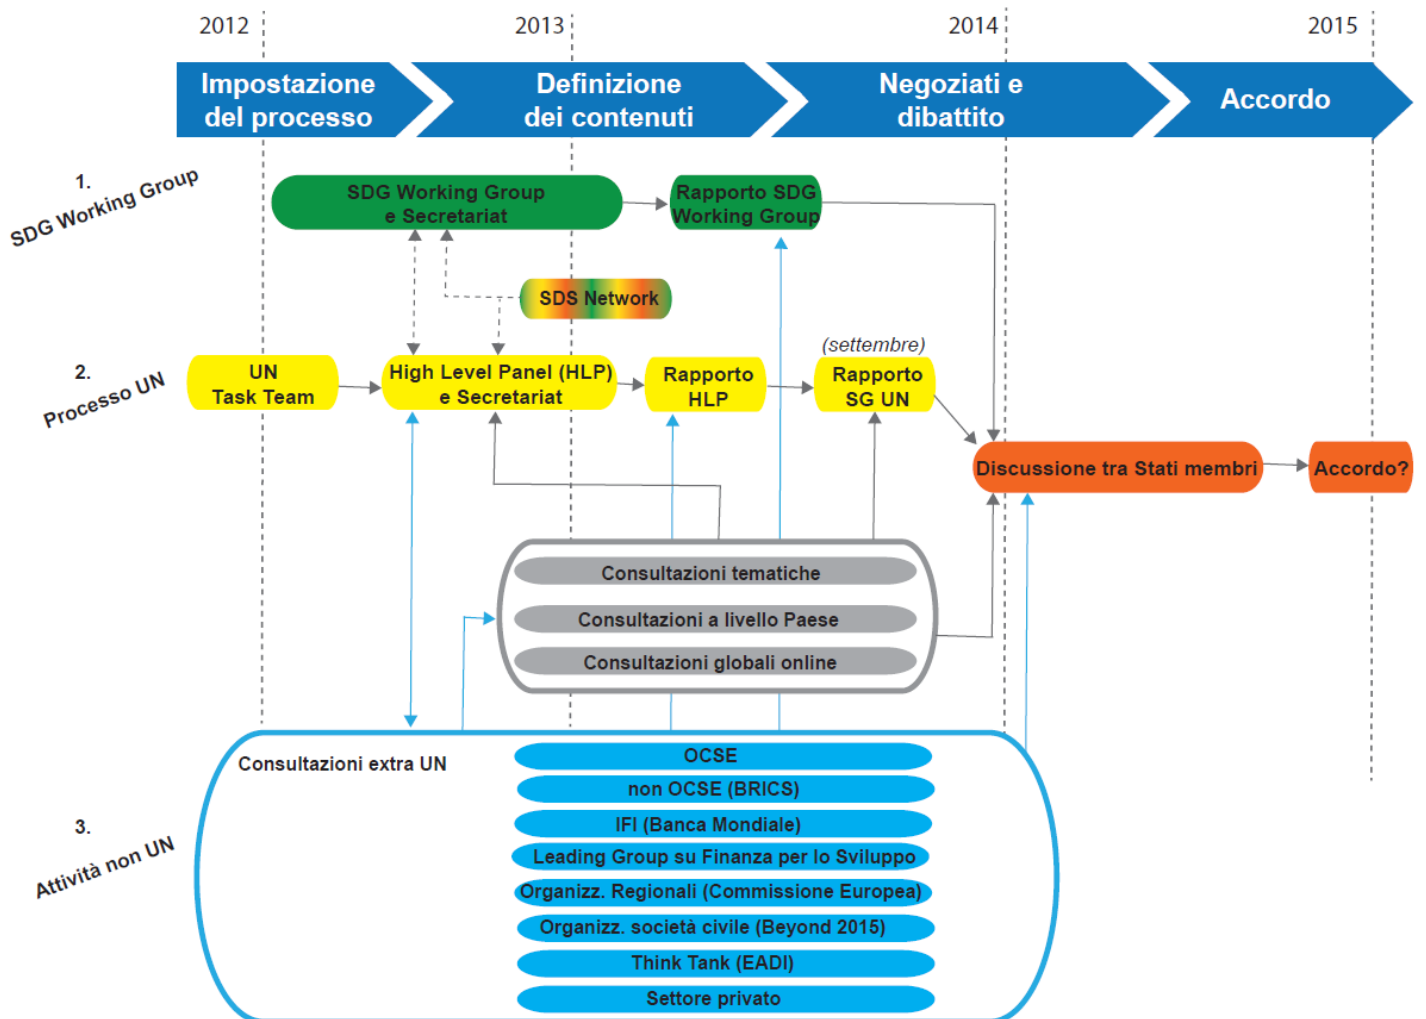 2012
2013
2014
2015
Impostazione
del processo
Definizione
dei contenuti
Negoziati e
dibattito
Accordo
1.
SDG Working Group
SDG Working Group
e Secretariat
Rapporto SDG
Working Group
SDS Network
2.
Processo UN
UN
Task Team
High Level Panel (HLP)
e Secretariat
Rapporto
HLP
(settembre)
Rapporto
SG UN
Discussione tra Stati membri
Accordo?
Consultazioni tematiche
Consultazioni a livello Paese
Consultazioni globali online
3.
Attività non UN
Consultazioni extra UN
OCSE
non OCSE (BRICS)
IFI (Banca Mondiale)
Leading Group su Finanza per lo Sviluppo
Organizz. Regionali (Commissione Europea)
Organizz. società civile (Beyond 2015)
Think Tank (EADI)
Settore privato